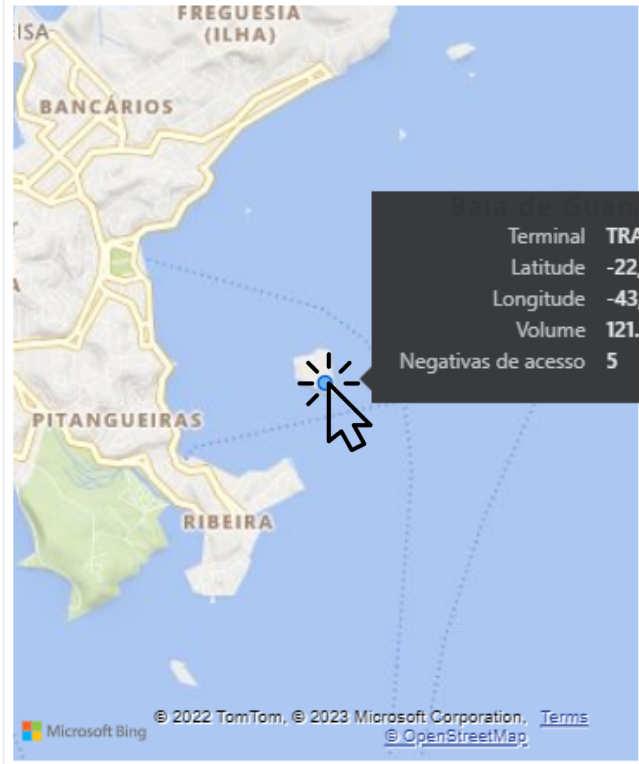 FREGUESIA
(ILHA)
BANCÁRIOS
Terminal TRA
Latitude -22,
Longitude -43,
Volume 121.
Negativas de acesso 5
PITANGUEIRAS
RIBEIRA
Microsoft Bing
© 2022 TomTom, © 2023 Microsoft Corporation, Terms
© OpenStreetMap